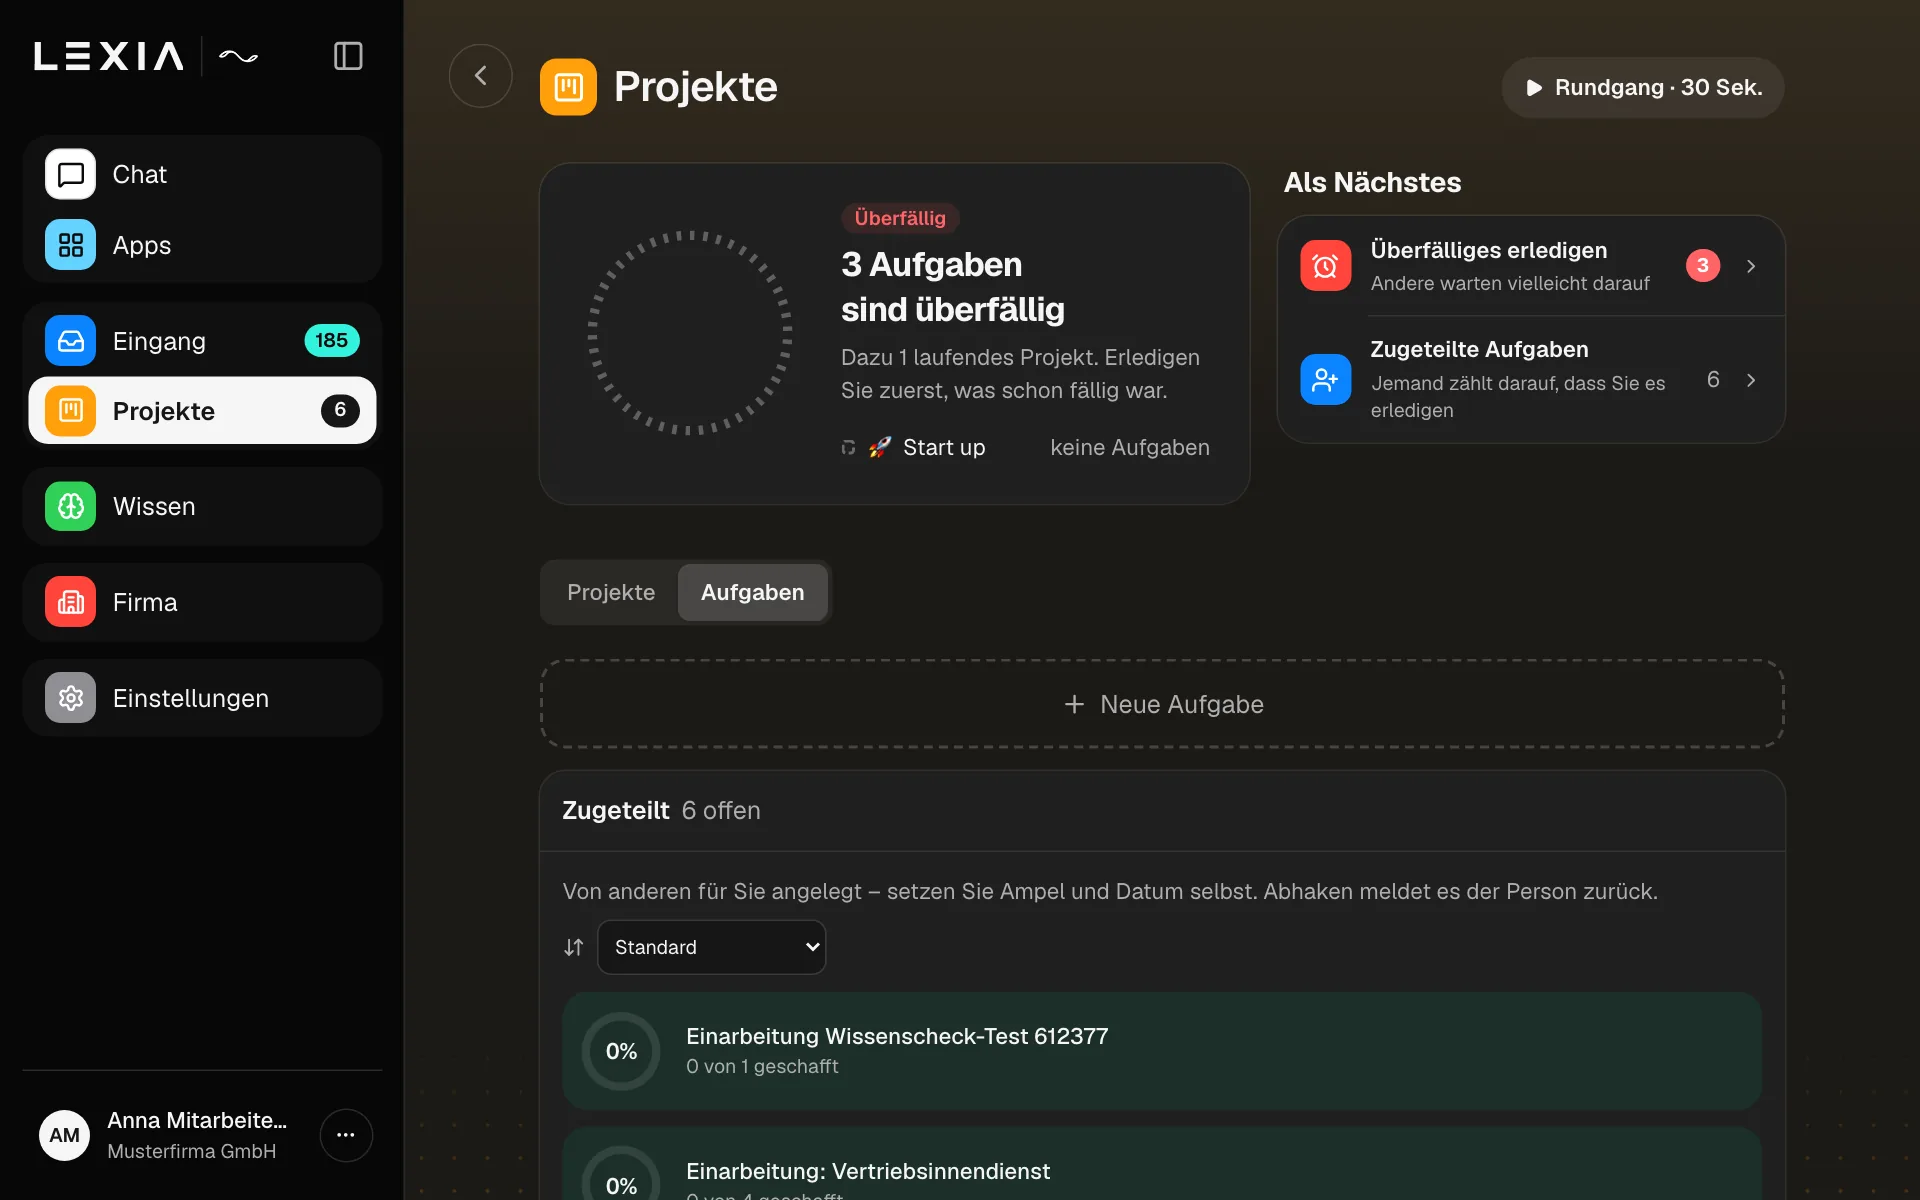 LEXIA
Chat
Apps
Eingang 185
Projekte 6
Wissen
Firma
Einstellungen
AM
Anna Mitarbeite...
Musterfirma GmbH
Projekte
Rundgang · 30 Sek.
Überfällig
3 Aufgaben
sind überfällig
Dazu 1 laufendes Projekt. Erledigen
Sie zuerst, was schon fällig war.
🚀 Start up keine Aufgaben
Als Nächstes
Überfälliges erledigen
Andere warten vielleicht darauf
3
Zugeteilte Aufgaben
Jemand zählt darauf, dass Sie es
erledigen
6
Projekte Aufgaben
+ Neue Aufgabe
Zugeteilt 6 offen
Von anderen für Sie angelegt – setzen Sie Ampel und Datum selbst. Abhaken meldet es der Person zurück.
Standard
0%
Einarbeitung Wissenscheck-Test 612377
0 von 1 geschafft
0%
Einarbeitung: Vertriebsinnendienst
0 von 4 geschafft